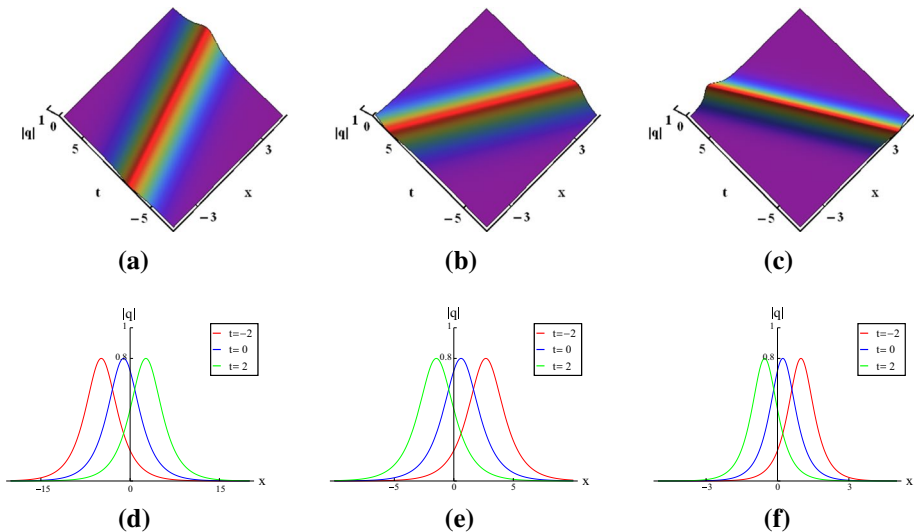 1 0
|q|
5
t
−5
−3
x
3
(a)
1 0
|q|
5
t
−5
−3
x
3
(b)
1 0
|q|
5
t
−5
−3
x
3
(c)
|q|
1
0.8
t=−2
t= 0
t= 2
−15
0
15
x
(d)
|q|
1
0.8
t=−2
t= 0
t= 2
−5
0
5
x
(e)
|q|
1
0.8
t=−2
t= 0
t= 2
−3
0
3
x
(f)